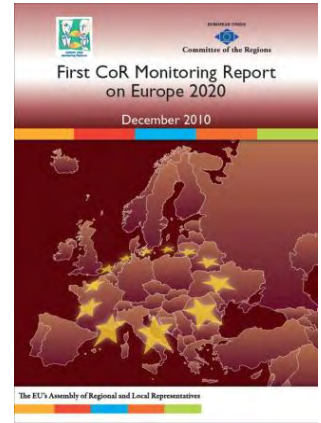 EUROPEAN UNION
Committee of the Regions
First CoR Monitoring Report
on Europe 2020
December 2010
The EU's Assembly of Regional and Local Representatives